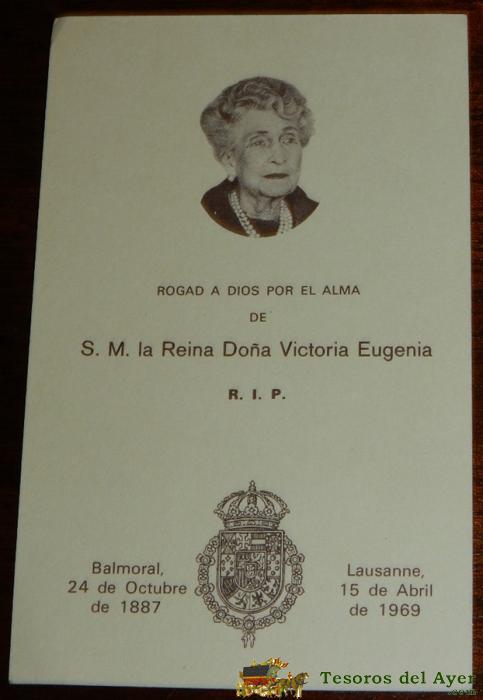 ROGAD A DIOS POR EL ALMA
DE
S. M. la Reina Doña Victoria Eugenia
R. I. P.
Balmoral,
24 de Octubre
de 1887
Lausanne,
15 de Abril
de 1969
Tesoros del Ayer
.com